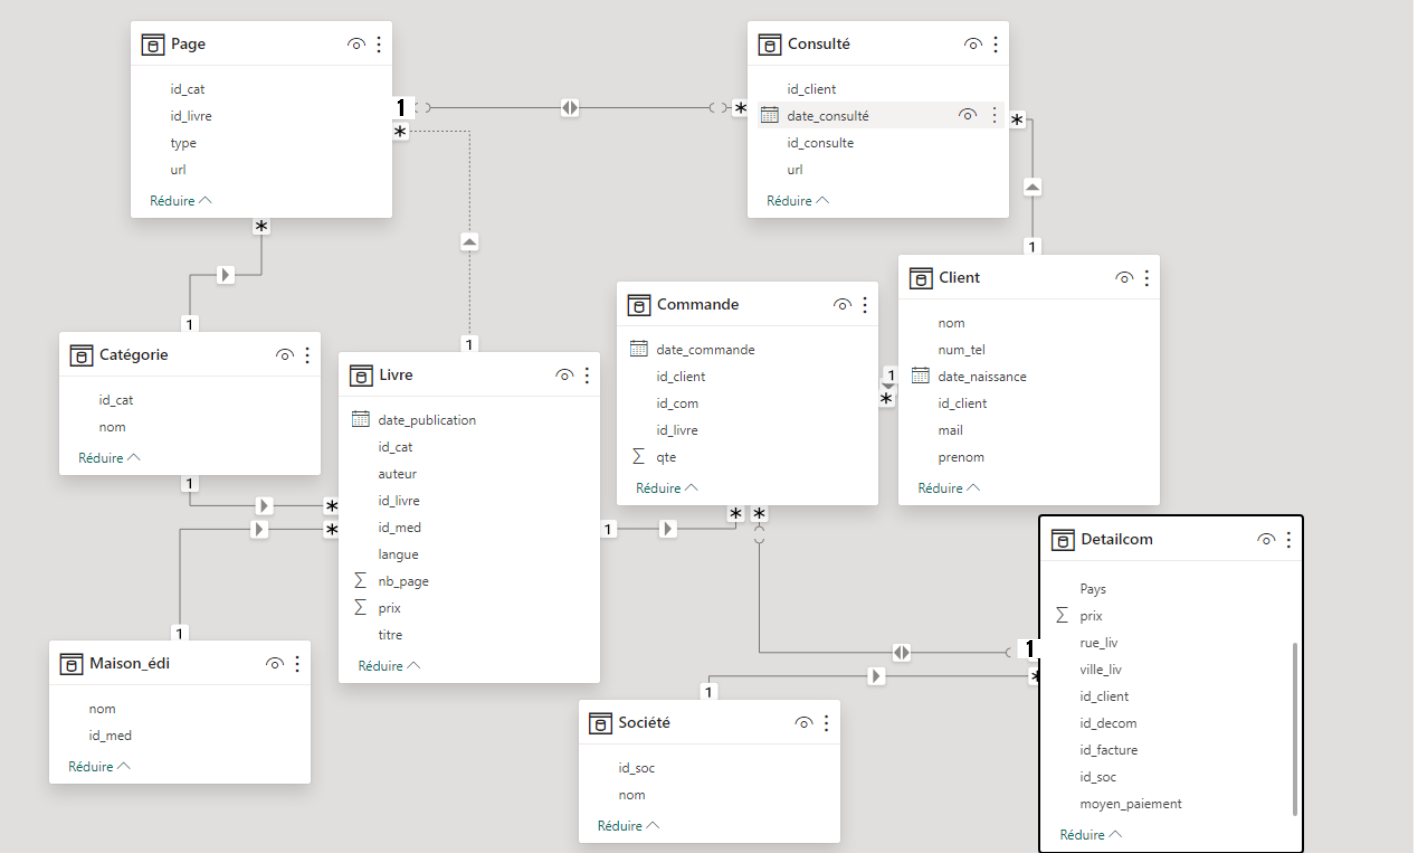 Page
id_cat
id_livre
type
url
Réduire
Consulté
id_client
date_consulté
id_consulte
url
Réduire
1
*
*
*
*
1
1
1
Catégorie
id_cat
nom
Réduire
Livre
date_publication
id_cat
auteur
id_livre
id_med
langue
nb_page
prix
titre
Réduire
Commande
date_commande
id_client
id_com
id_livre
qte
Réduire
Client
nom
num_tel
date_naissance
id_client
mail
prenom
Réduire
1
*
1
*
*
1
*
*
1
1
*
1
Maison_édi
nom
id_med
Réduire
Société
id_soc
nom
Réduire
Detailcom
Pays
prix
rue_liv
ville_liv
id_client
id_decom
id_facture
id_soc
moyen_paiement
Réduire